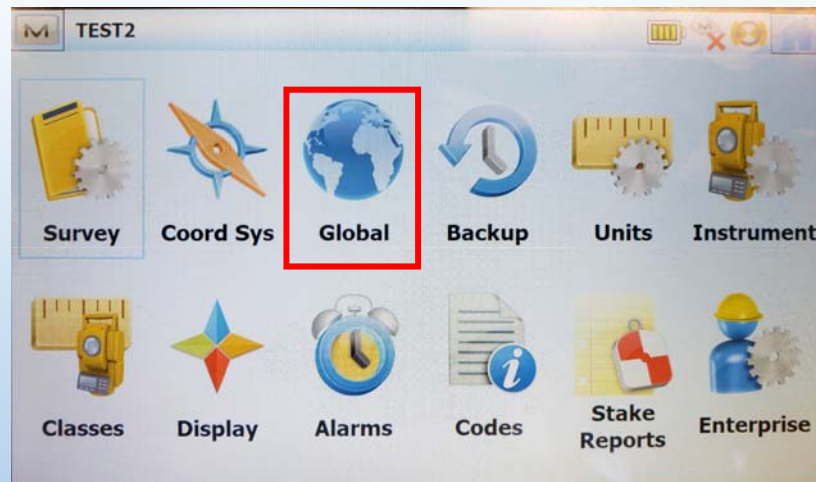 TEST2
Survey
Coord Sys
Global
Backup
Units
Instrument
Classes
Display
Alarms
Codes
Stake
Reports
Enterprise